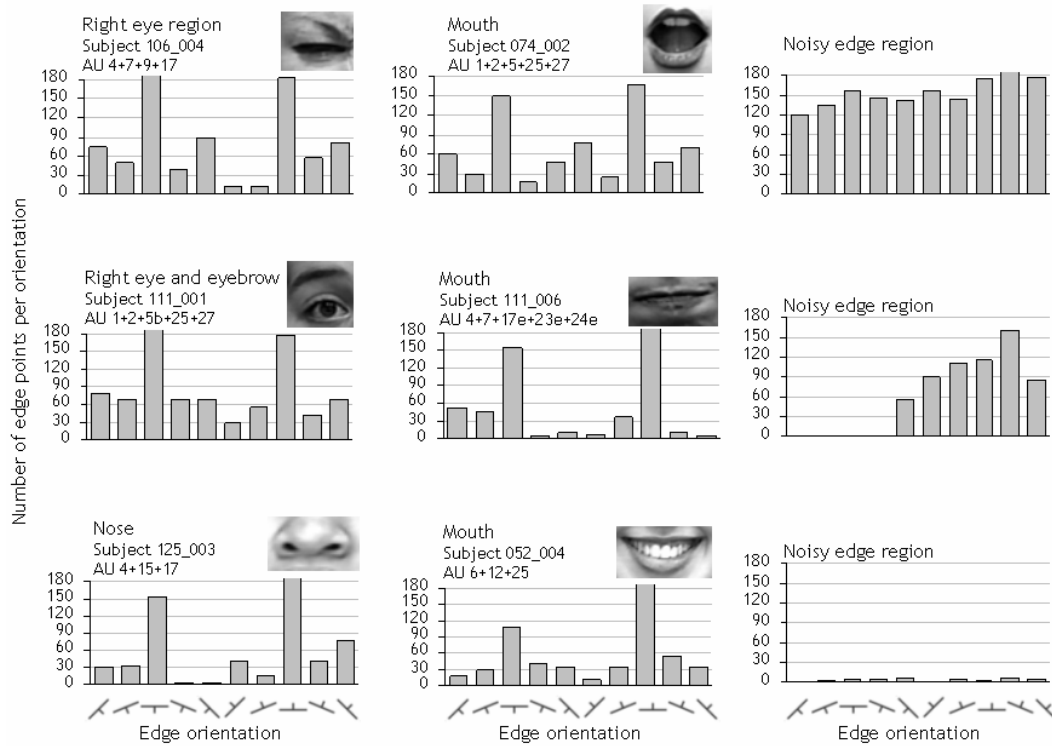 Number of edge points per orientation
Right eye region
Subject 106_004
AU 4+7+9+17
180
150
120
90
60
30
0
Mouth
Subject 074_002
AU 1+2+5+25+27
180
150
120
90
60
30
0
Noisy edge region
180
150
120
90
60
30
0
Right eye and eyebrow
Subject 111_001
AU 1+2+5b+25+27
180
150
120
90
60
30
0
Mouth
Subject 111_006
AU 4+7+17e+23e+24e
180
150
120
90
60
30
0
Noisy edge region
180
150
120
90
60
30
0
Nose
Subject 125_003
AU 4+15+17
180
150
120
90
60
30
0
Edge orientation
Mouth
Subject 052_004
AU 6+12+25
180
150
120
90
60
30
0
Edge orientation
Noisy edge region
180
150
120
90
60
30
0
Edge orientation